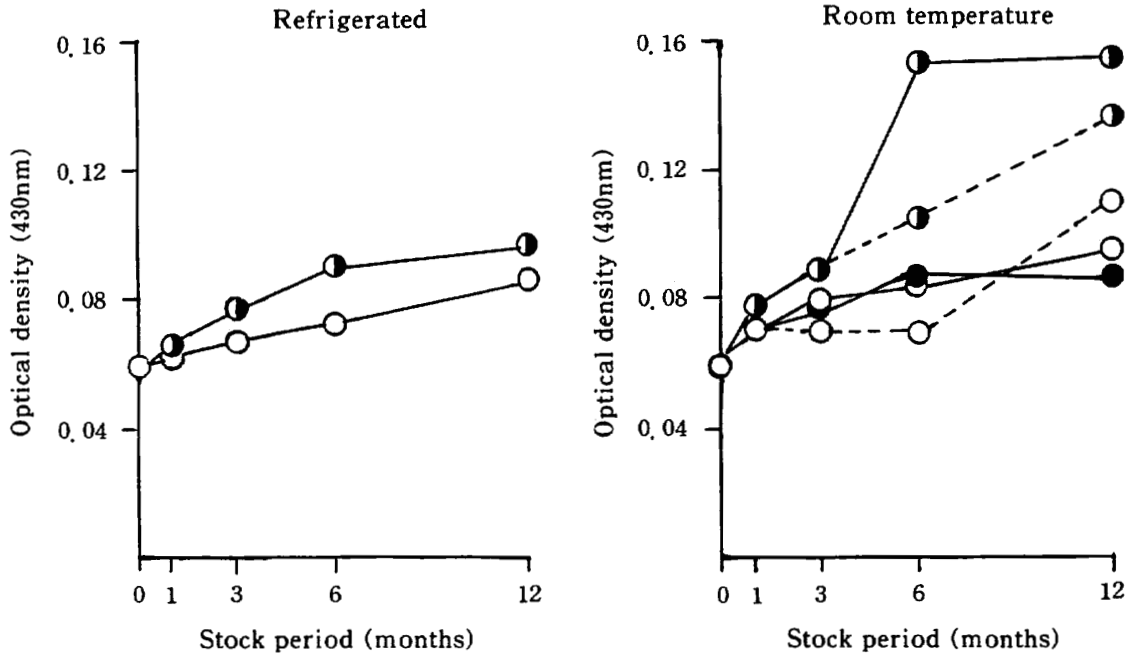 Refrigerated
0.16
0.12
0.08
0.04
Optical density (430nm)
0 1 3 6 12
Stock period (months)
Room temperature
0.16
0.12
0.08
0.04
Optical density (430nm)
0 1 3 6 12
Stock period (months)